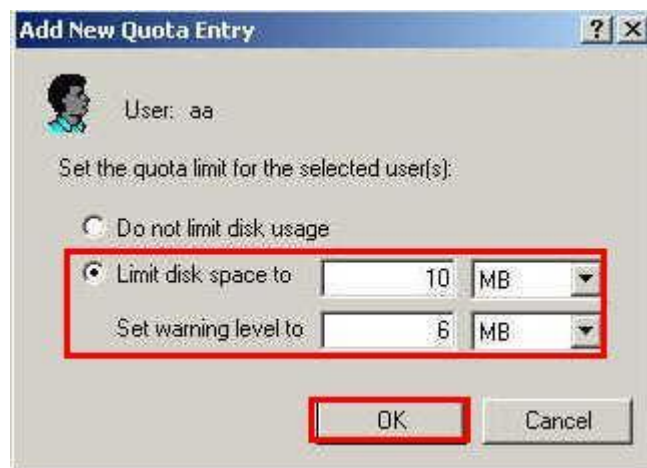 Add New Quota Entry
User: aa
Set the quota limit for the selected user(s):
Do not limit disk usage
Limit disk space to 10 MB
Set warning level to 6 MB
OK Cancel